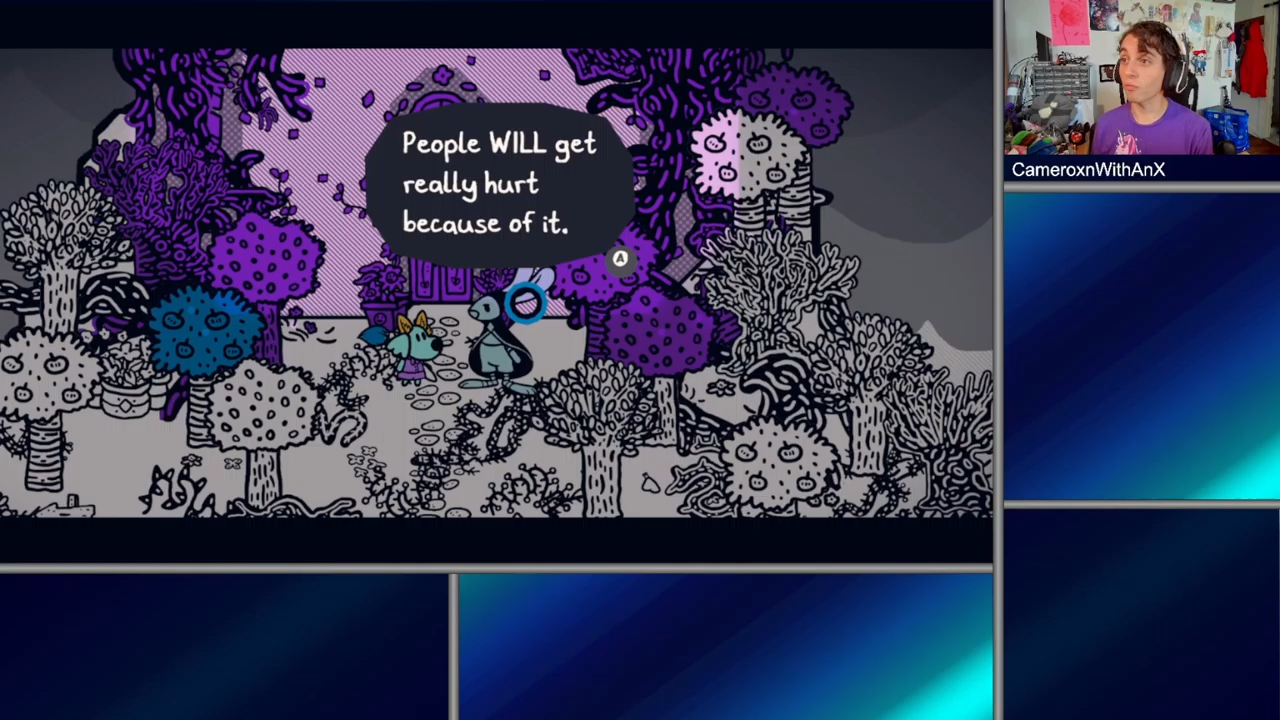 People WILL get
really hurt
because of it.
A
CameroxnWithAnX